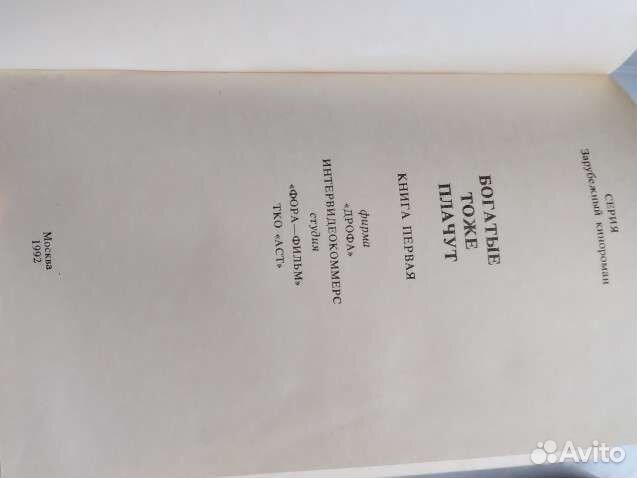 СЕРИЯ
Зарубежный кинороман
БОГАТЫЕ
ТОЖЕ
ПЛАЧУТ
КНИГА ПЕРВАЯ
фирма
«ДРОФА»
ИНТЕРВИДЕОКОММЕРС
студия
«ФОРА—ФИЛЬМ»
ТКО «АСТ»
Москва
1992
Avito